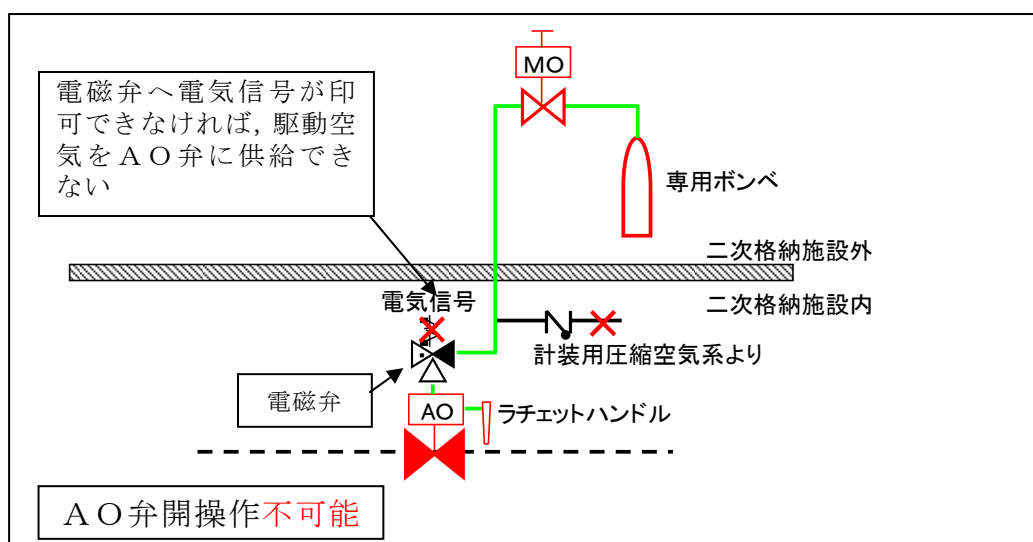 MO
電磁弁へ電気信号が印
可できなければ，駆動空
気をAO弁に供給でき
ない
専用ボンベ
二次格納施設外
電気信号
二次格納施設内
計装用圧縮空気系より
電磁弁
AO
ラチェットハンドル
AO弁開操作不可能